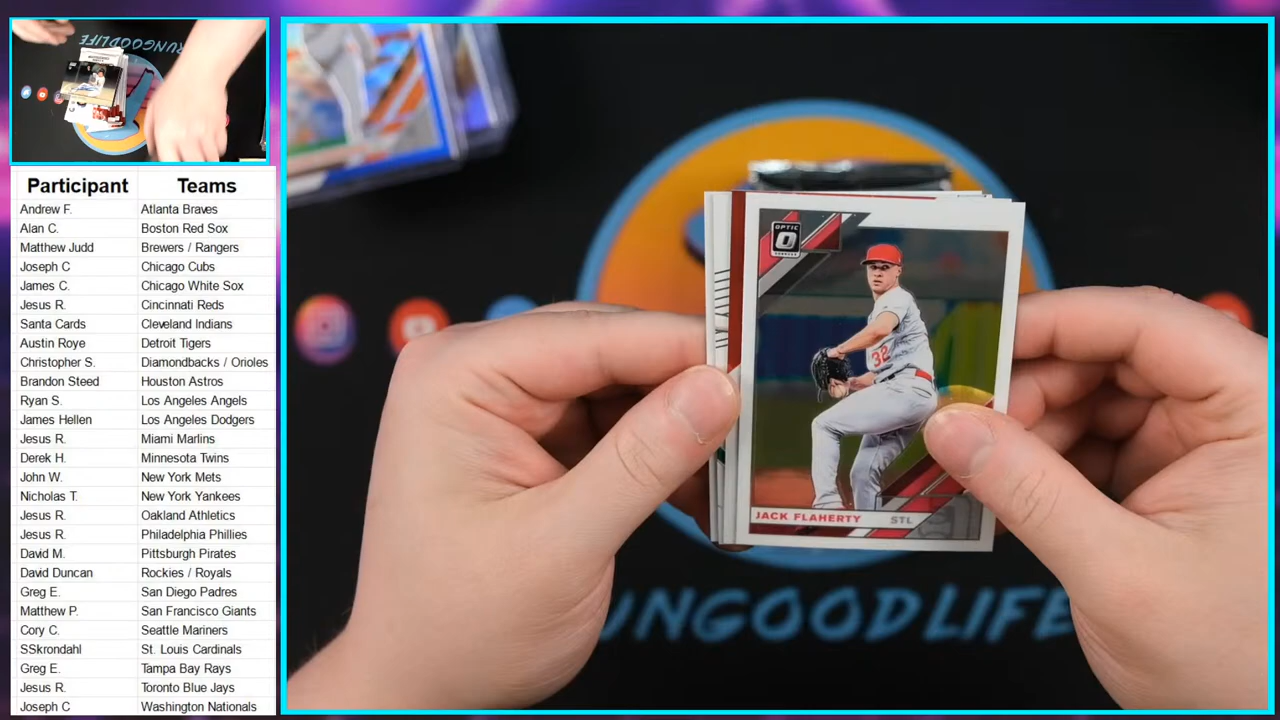 RUNGOODLIFE
Participant Teams
Andrew F. Atlanta Braves
Alan C. Boston Red Sox
Matthew Judd Brewers / Rangers
Joseph C Chicago Cubs
James C. Chicago White Sox
Jesus R. Cincinnati Reds
Santa Cards Cleveland Indians
Austin Roye Detroit Tigers
Christopher S. Diamondbacks / Orioles
Brandon Steed Houston Astros
Ryan S. Los Angeles Angels
James Hellen Los Angeles Dodgers
Jesus R. Miami Marlins
Derek H. Minnesota Twins
John W. New York Mets
Nicholas T. New York Yankees
Jesus R. Oakland Athletics
Jesus R. Philadelphia Phillies
David M. Pittsburgh Pirates
David Duncan Rockies / Royals
Greg E. San Diego Padres
Matthew P. San Francisco Giants
Cory C. Seattle Mariners
SSkrondahl St. Louis Cardinals
Greg E. Tampa Bay Rays
Jesus R. Toronto Blue Jays
Joseph C Washington Nationals
OPTIC
32
JACK FLAHERTY STL
UNGOODLIFE